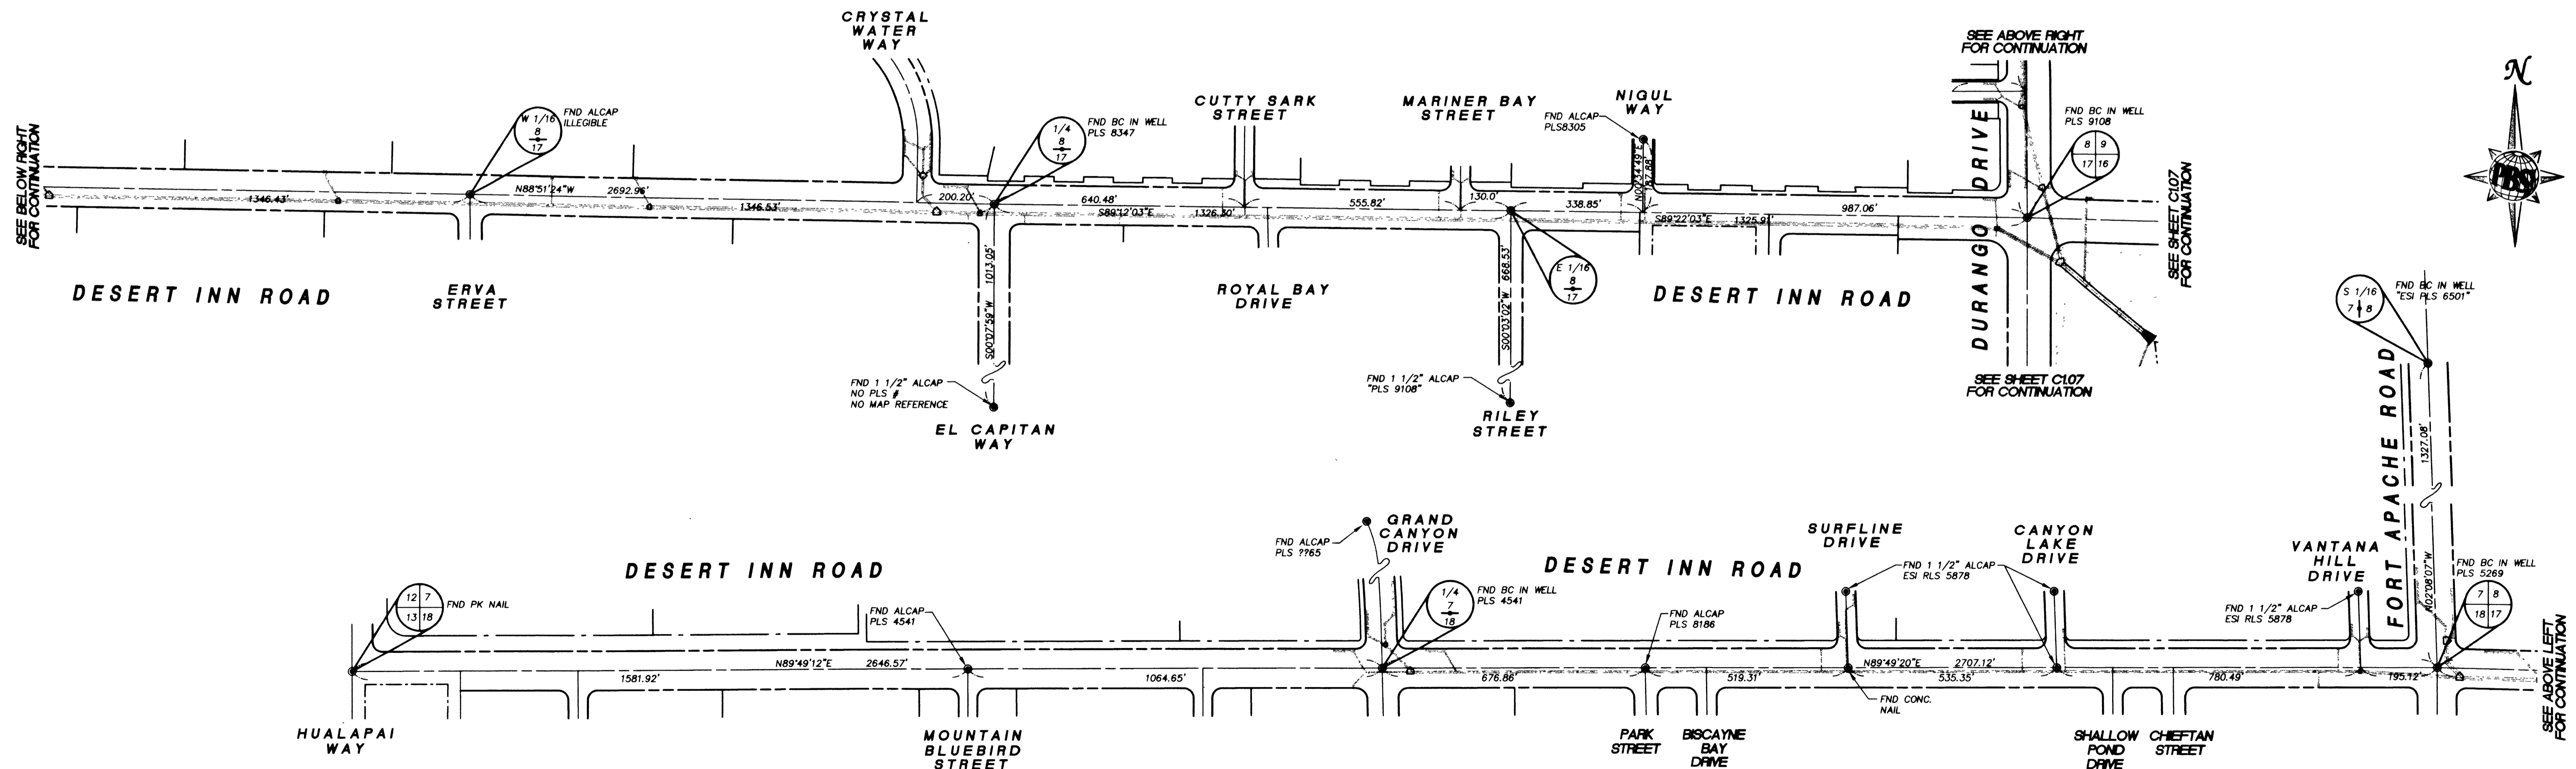 CRYSTAL
WATER
WAY
SEE ABOVE RIGHT
FOR CONTINUATION
N
CUTTY SARK
STREET
MARINER BAY
STREET
NIGUL
WAY
FND ALCAP
PLS8305
W 1/16
8
17
FND ALCAP
ILLEGIBLE
1/4
8
17
FND BC IN WELL
PLS 8347
8 9
17 16
FND BC IN WELL
PLS 9108
SEE BELOW RIGHT
FOR CONTINUATION
DURANGO DRIVE
SEE SHEET C1.07
FOR CONTINUATION
PBSJ
N88°51'24"W 2692.96'
1346.43'
1346.53'
200.20'
640.48'
S89°12'03"E 1326.30'
555.82'
130.0'
338.85'
187.88'
S89°22'03"E 1325.91'
987.06'
DESERT INN ROAD
ERVA
STREET
S00°07'59"W 1013.05'
ROYAL BAY
DRIVE
S00°03'02"W 668.53'
E 1/16
8
17
DESERT INN ROAD
S 1/16
7 8
FND BC IN WELL
"ESI PLS 6501"
FND 1 1/2" ALCAP
NO PLS #
NO MAP REFERENCE
EL CAPITAN
WAY
FND 1 1/2" ALCAP
"PLS 9108"
RILEY
STREET
SEE SHEET C1.07
FOR CONTINUATION
FORT APACHE ROAD
1327.08'
N02°08'07"W
DESERT INN ROAD
FND ALCAP
PLS ??65
GRAND
CANYON
DRIVE
DESERT INN ROAD
SURFLINE
DRIVE
FND 1 1/2" ALCAP
ESI RLS 5878
CANYON
LAKE
DRIVE
VANTANA
HILL
DRIVE
FND BC IN WELL
PLS 5269
12 7
13 18
FND PK NAIL
FND ALCAP
PLS 4541
1/4
7
18
FND BC IN WELL
PLS 4541
FND ALCAP
PLS 8186
FND 1 1/2" ALCAP
ESI RLS 5878
7 8
18 17
N89°49'12"E 2646.57'
1581.92'
1064.65'
676.86'
519.31'
N89°49'20"E 2707.12'
535.35'
780.49'
195.12'
FND CONC.
NAIL
SEE ABOVE LEFT
FOR CONTINUATION
HUALAPAI
WAY
MOUNTAIN
BLUEBIRD
STREET
PARK
STREET
BISCAYNE
BAY
DRIVE
SHALLOW
POND
DRIVE
CHIEFTAN
STREET